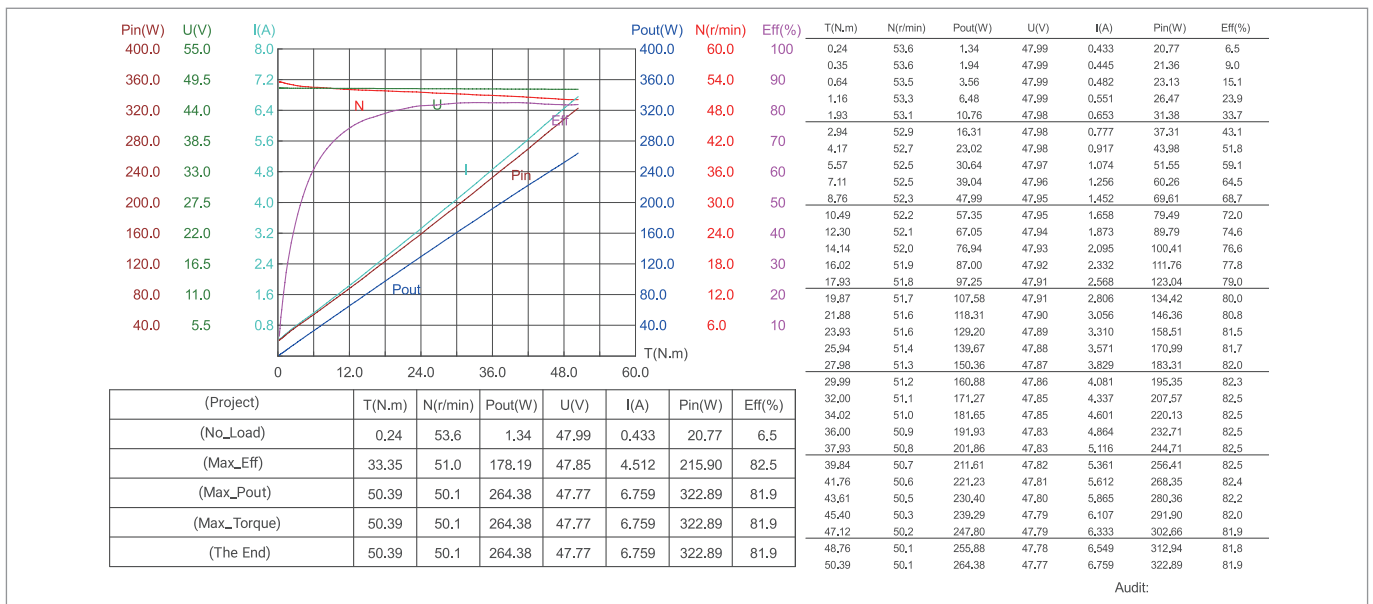 Pin(W) U(V) I(A) Pout(W) N(r/min) Eff(%)
400.0 55.0 8.0 400.0 60.0 100
360.0 49.5 7.2 360.0 54.0 90
320.0 44.0 6.4 320.0 48.0 80
280.0 38.5 5.6 280.0 42.0 70
240.0 33.0 4.8 240.0 36.0 60
200.0 27.5 4.0 200.0 30.0 50
160.0 22.0 3.2 160.0 24.0 40
120.0 16.5 2.4 120.0 18.0 30
80.0 11.0 1.6 80.0 12.0 20
40.0 5.5 0.8 40.0 6.0 10
N U
Eff
I Pin
Pout
T(N.m)
0 12.0 24.0 36.0 48.0 60.0
(Project) T(N.m) N(r/min) Pout(W) U(V) I(A) Pin(W) Eff(%)
(No_Load) 0.24 53.6 1.34 47.99 0.433 20.77 6.5
(Max_Eff) 33.35 51.0 178.19 47.85 4.512 215.90 82.5
(Max_Pout) 50.39 50.1 264.38 47.77 6.759 322.89 81.9
(Max_Torque) 50.39 50.1 264.38 47.77 6.759 322.89 81.9
(The End) 50.39 50.1 264.38 47.77 6.759 322.89 81.9
T(N.m) N(r/min) Pout(W) U(V) I(A) Pin(W) Eff(%)
0.24 53.6 1.34 47.99 0.433 20.77 6.5
0.35 53.6 1.94 47.99 0.445 21.36 9.0
0.64 53.5 3.56 47.99 0.482 23.13 15.1
1.16 53.3 6.48 47.99 0.551 26.47 23.9
1.93 53.1 10.76 47.98 0.653 31.38 33.7
2.94 52.9 16.31 47.98 0.777 37.31 43.1
4.17 52.7 23.02 47.98 0.917 43.98 51.8
5.57 52.5 30.64 47.97 1.074 51.55 59.1
7.11 52.5 39.04 47.96 1.256 60.26 64.5
8.76 52.3 47.99 47.95 1.452 69.61 68.7
10.49 52.2 57.35 47.95 1.658 79.49 72.0
12.30 52.1 67.05 47.94 1.873 89.79 74.6
14.14 52.0 76.94 47.93 2.095 100.41 76.6
16.02 51.9 87.00 47.92 2.332 111.76 77.8
17.93 51.8 97.25 47.91 2.568 123.04 79.0
19.87 51.7 107.58 47.91 2.806 134.42 80.0
21.88 51.6 118.31 47.90 3.056 146.36 80.8
23.93 51.6 129.20 47.89 3.310 158.51 81.5
25.94 51.4 139.67 47.88 3.571 170.99 81.7
27.98 51.3 150.36 47.87 3.829 183.31 82.0
29.99 51.2 160.88 47.86 4.081 195.35 82.3
32.00 51.1 171.27 47.85 4.337 207.57 82.5
34.02 51.0 181.65 47.85 4.601 220.13 82.5
36.00 50.9 191.93 47.83 4.864 232.71 82.5
37.93 50.8 201.86 47.83 5.116 244.71 82.5
39.84 50.7 211.61 47.82 5.361 256.41 82.5
41.76 50.6 221.23 47.81 5.612 268.35 82.4
43.61 50.5 230.40 47.80 5.865 280.36 82.2
45.40 50.3 239.29 47.79 6.107 291.90 82.0
47.12 50.2 247.80 47.79 6.333 302.66 81.9
48.76 50.1 255.88 47.78 6.549 312.94 81.8
50.39 50.1 264.38 47.77 6.759 322.89 81.9
Audit: